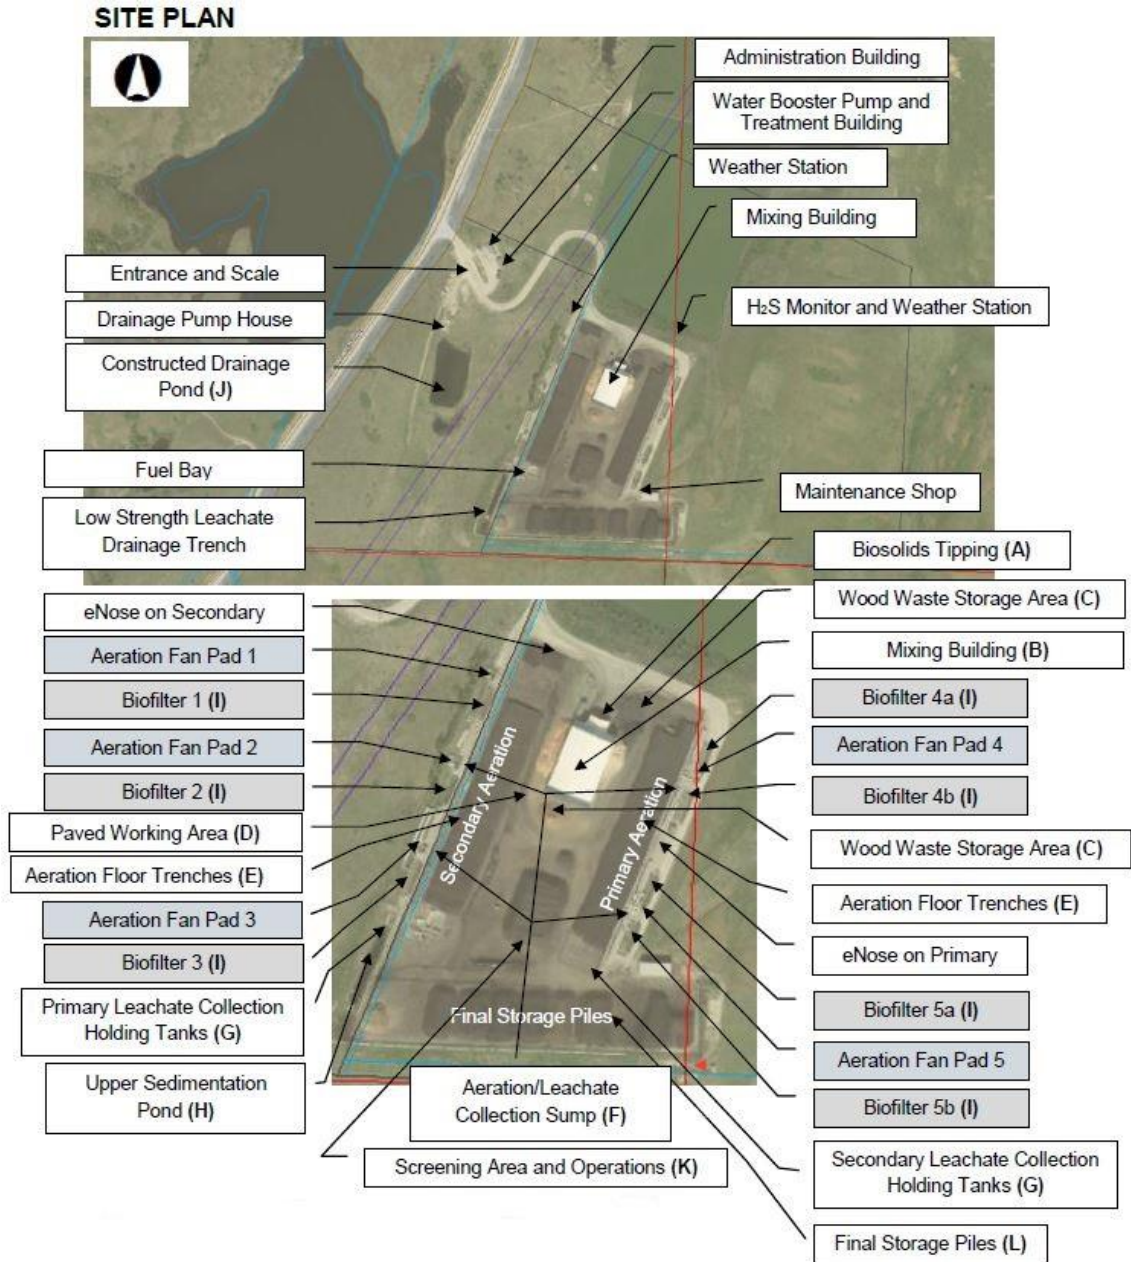 SITE PLAN
Administration Building
Water Booster Pump and
Treatment Building
Weather Station
Mixing Building
Entrance and Scale
Drainage Pump House
Constructed Drainage
Pond (J)
H2S Monitor and Weather Station
Fuel Bay
Low Strength Leachate
Drainage Trench
Maintenance Shop
Biosolids Tipping (A)
Wood Waste Storage Area (C)
Mixing Building (B)
eNose on Secondary
Aeration Fan Pad 1
Biofilter 1 (I)
Aeration Fan Pad 2
Biofilter 2 (I)
Paved Working Area (D)
Aeration Floor Trenches (E)
Aeration Fan Pad 3
Biofilter 3 (I)
Primary Leachate Collection
Holding Tanks (G)
Upper Sedimentation
Pond (H)
Secondary Aeration
Primary Aeration
Final Storage Piles
Biofilter 4a (I)
Aeration Fan Pad 4
Biofilter 4b (I)
Wood Waste Storage Area (C)
Aeration Floor Trenches (E)
eNose on Primary
Biofilter 5a (I)
Aeration Fan Pad 5
Biofilter 5b (I)
Aeration/Leachate
Collection Sump (F)
Screening Area and Operations (K)
Secondary Leachate Collection
Holding Tanks (G)
Final Storage Piles (L)